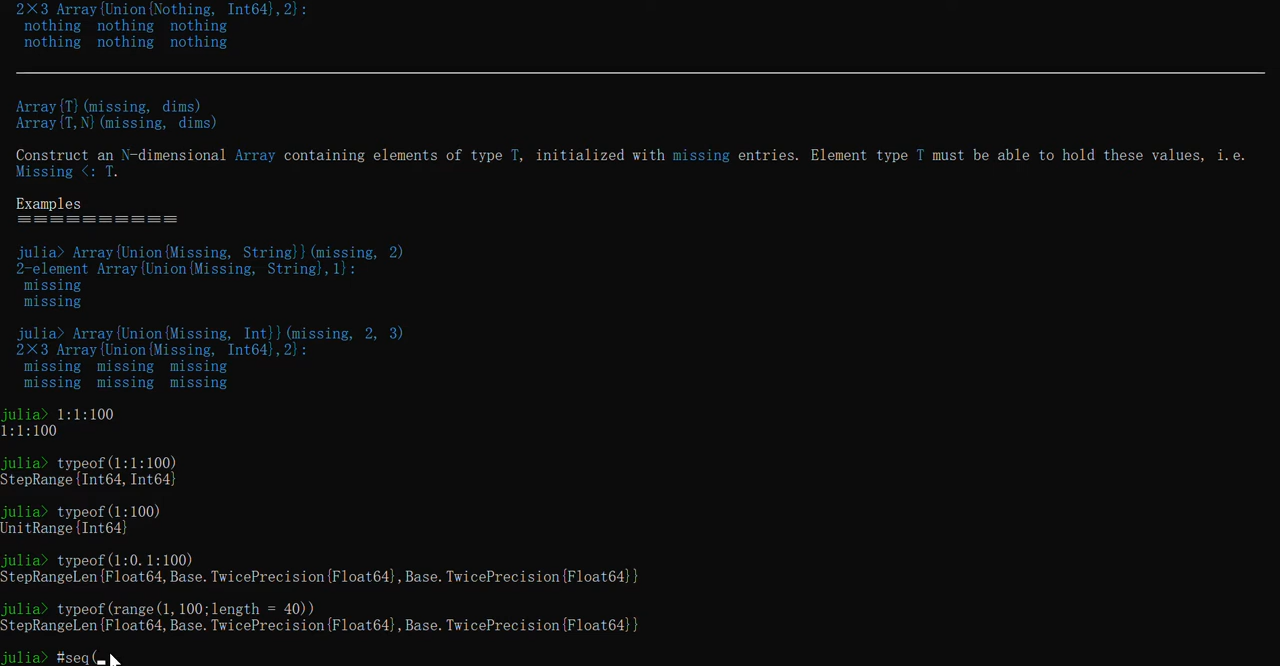 2×3 Array{Union{Nothing, Int64},2}:
 nothing  nothing  nothing
 nothing  nothing  nothing
Array{T}(missing, dims)
Array{T,N}(missing, dims)
Construct an N-dimensional Array containing elements of type T, initialized with missing entries. Element type T must be able to hold these values, i.e.
Missing <: T.
Examples
julia> Array{Union{Missing, String}}(missing, 2)
2-element Array{Union{Missing, String},1}:
 missing
 missing
julia> Array{Union{Missing, Int}}(missing, 2, 3)
2×3 Array{Union{Missing, Int64},2}:
 missing  missing  missing
 missing  missing  missing
julia> 1:1:100
1:1:100
julia> typeof(1:1:100)
StepRange{Int64,Int64}
julia> typeof(1:100)
UnitRange{Int64}
julia> typeof(1:0.1:100)
StepRangeLen{Float64,Base.TwicePrecision{Float64},Base.TwicePrecision{Float64}}
julia> typeof(range(1,100;length = 40))
StepRangeLen{Float64,Base.TwicePrecision{Float64},Base.TwicePrecision{Float64}}
julia> #seq(